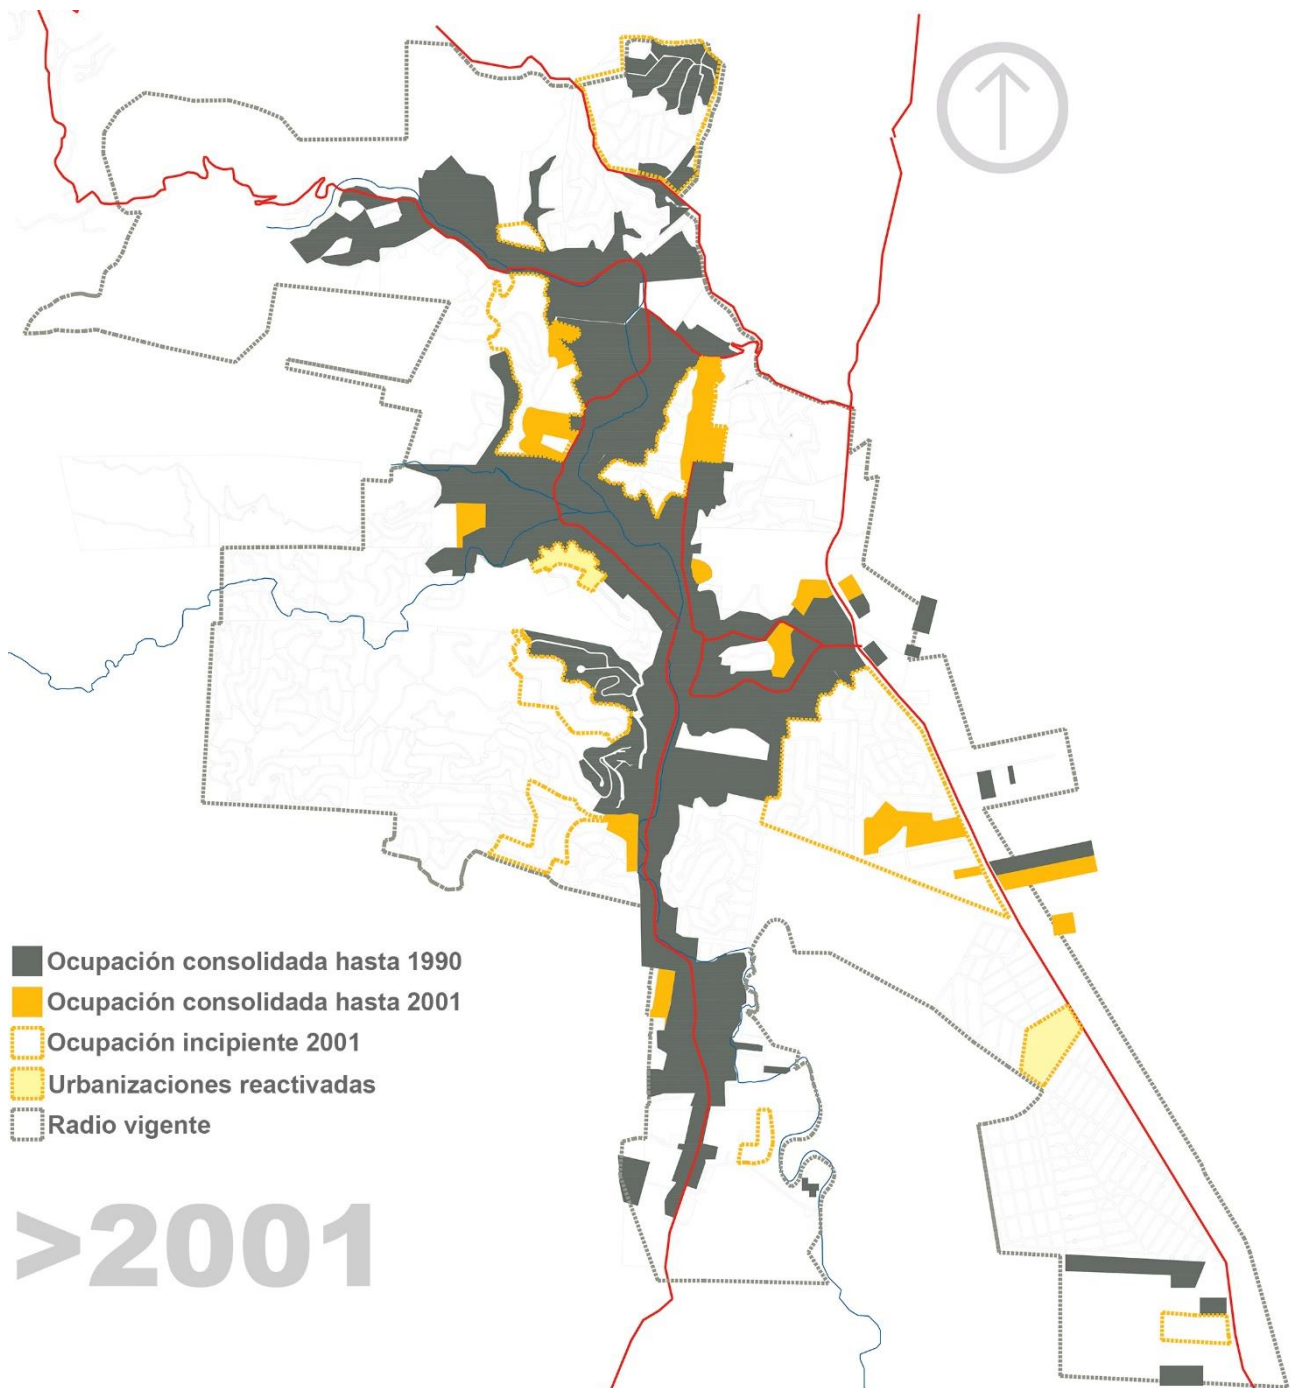 Ocupación consolidada hasta 1990
Ocupación consolidada hasta 2001
Ocupación incipiente 2001
Urbanizaciones reactivadas
Radio vigente
>2001